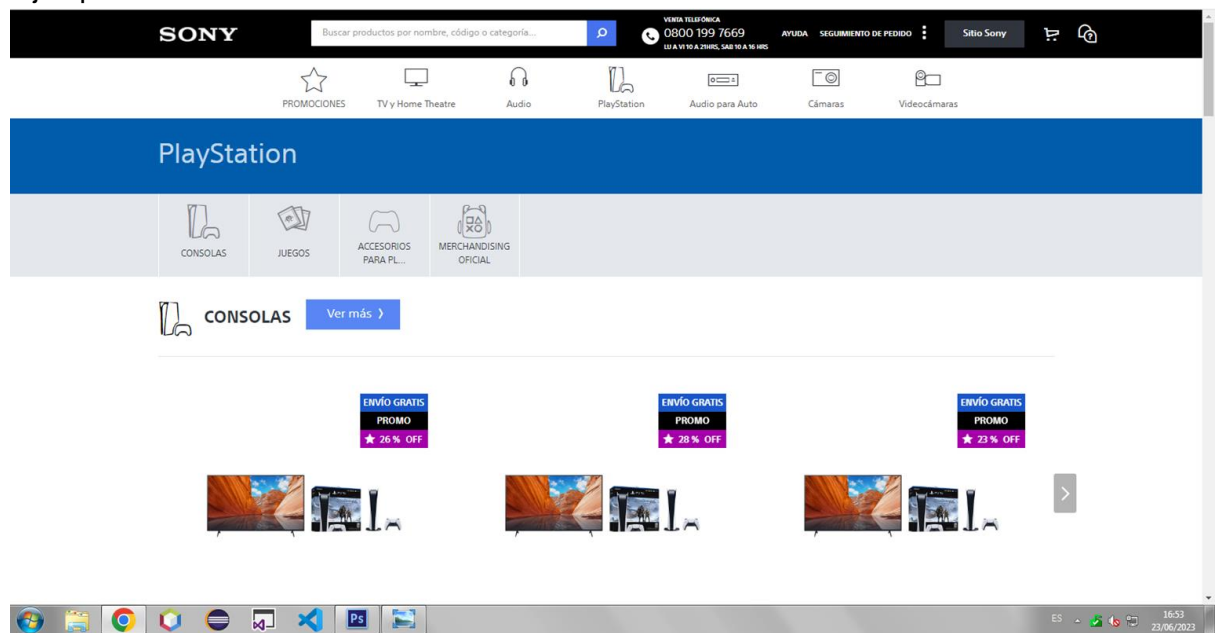 SONY
Buscar productos por nombre, código o categoría...
VENTA TELEFÓNICA
0800 199 7669
LU A VI 10 A 21HRS, SAB 10 A 16 HRS
AYUDA SEGUIMIENTO DE PEDIDO
Sitio Sony
PROMOCIONES TV y Home Theatre Audio PlayStation Audio para Auto Cámaras Videocámaras
PlayStation
CONSOLAS
JUEGOS
ACCESORIOS
PARA PL...
MERCHANDISING
OFICIAL
CONSOLAS Ver más
ENVÍO GRATIS
PROMO
26 % OFF
ENVÍO GRATIS
PROMO
28 % OFF
ENVÍO GRATIS
PROMO
23 % OFF
Ps
ES
16:53
23/06/2023